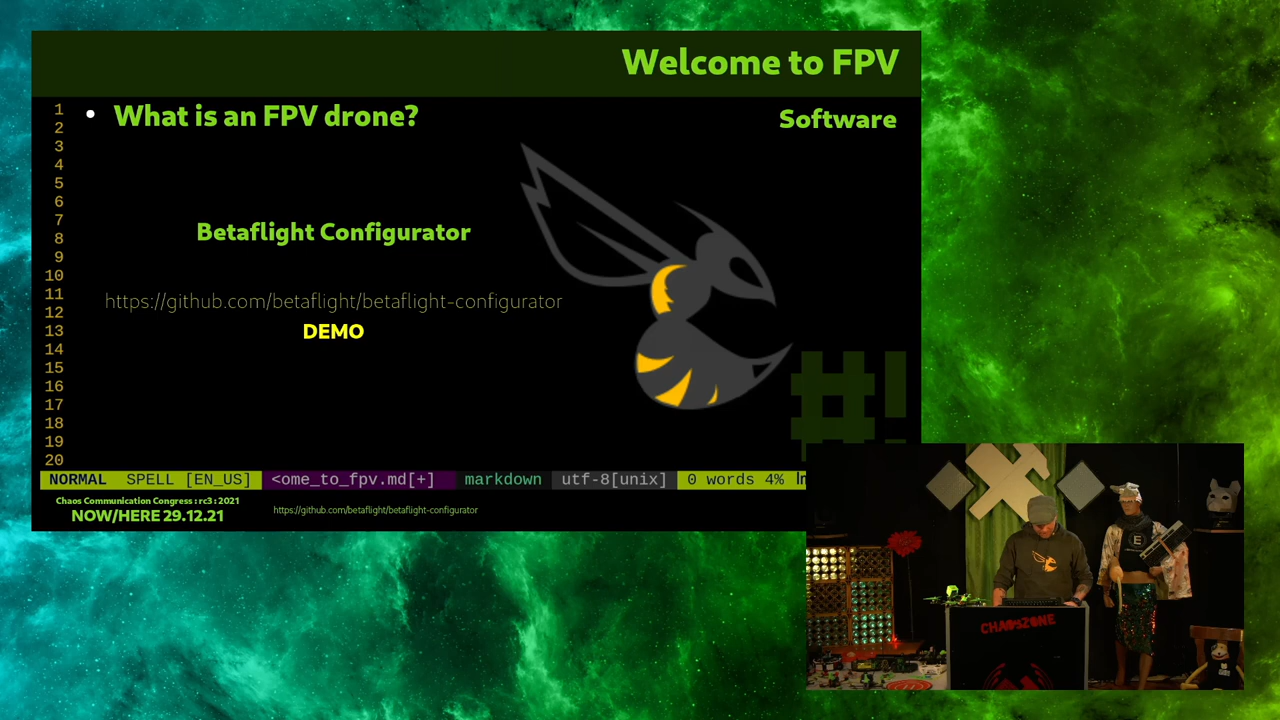 Welcome to FPV
• What is an FPV drone?
Software
1
2
3
4
5
6
7
8
9
10
11
12
13
14
15
16
17
18
19
20
Betaflight Configurator
https://github.com/betaflight/betaflight-configurator
DEMO
#!
NORMAL SPELL [EN_US] <ome_to_fpv.md[+] markdown utf-8[unix] 0 words 4% ln
Chaos Communication Congress : rc3 : 2021
NOW/HERE 29.12.21
https://github.com/betaflight/betaflight-configurator
E
CHAOSZONE